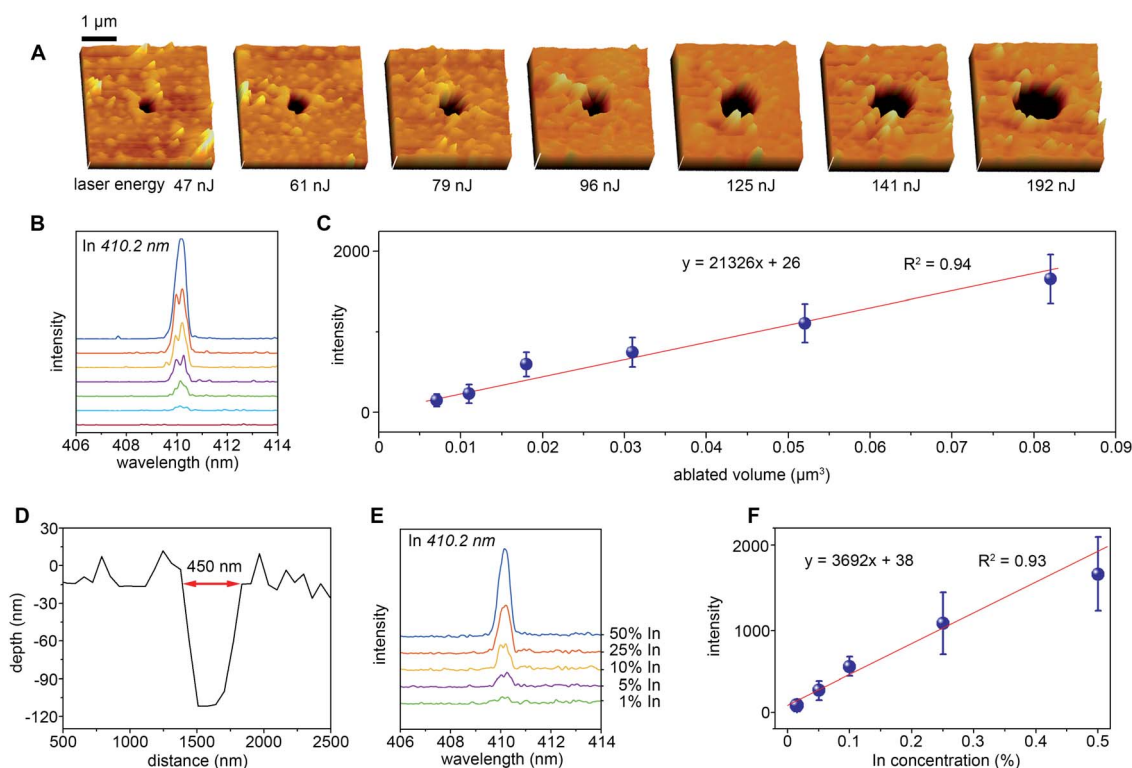 1 µm
A
laser energy 47 nJ
61 nJ
79 nJ
96 nJ
125 nJ
141 nJ
192 nJ
B
In 410.2 nm
intensity
406
408
410
412
414
wavelength (nm)
C
y = 21326x + 26
R² = 0.94
intensity
2000
0
0
0.01
0.02
0.03
0.04
0.05
0.06
0.07
0.08
0.09
ablated volume (µm³)
D
450 nm
depth (nm)
30
0
-30
-60
-90
-120
500
1000
1500
2000
2500
distance (nm)
E
In 410.2 nm
intensity
50% In
25% In
10% In
5% In
1% In
406
408
410
412
414
wavelength (nm)
F
y = 3692x + 38
R² = 0.93
intensity
2000
1000
0
0
0.1
0.2
0.3
0.4
0.5
In concentration (%)